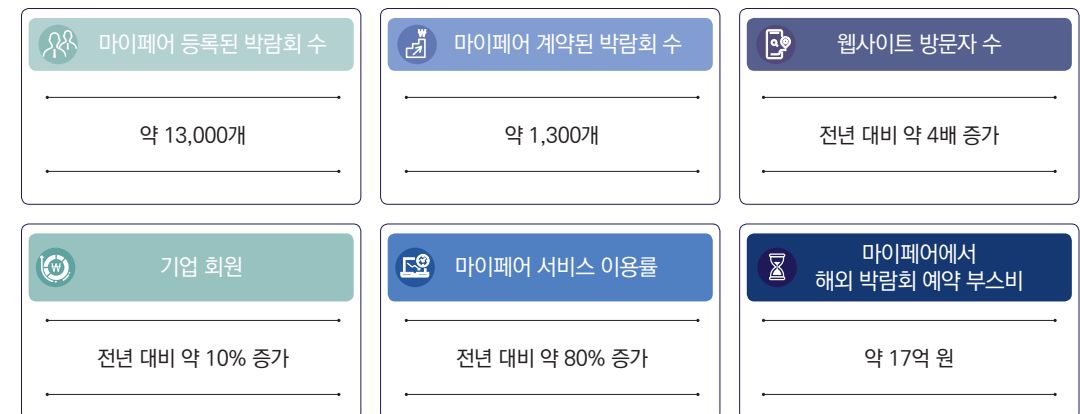 마이페어 등록된 박람회 수
마이페어 계약된 박람회 수
웹사이트 방문자 수
약 13,000개
약 1,300개
전년 대비 약 4배 증가
기업 회원
마이페어 서비스 이용률
마이페어에서
해외 박람회 예약 부스비
전년 대비 약 10% 증가
전년 대비 약 80% 증가
약 17억 원